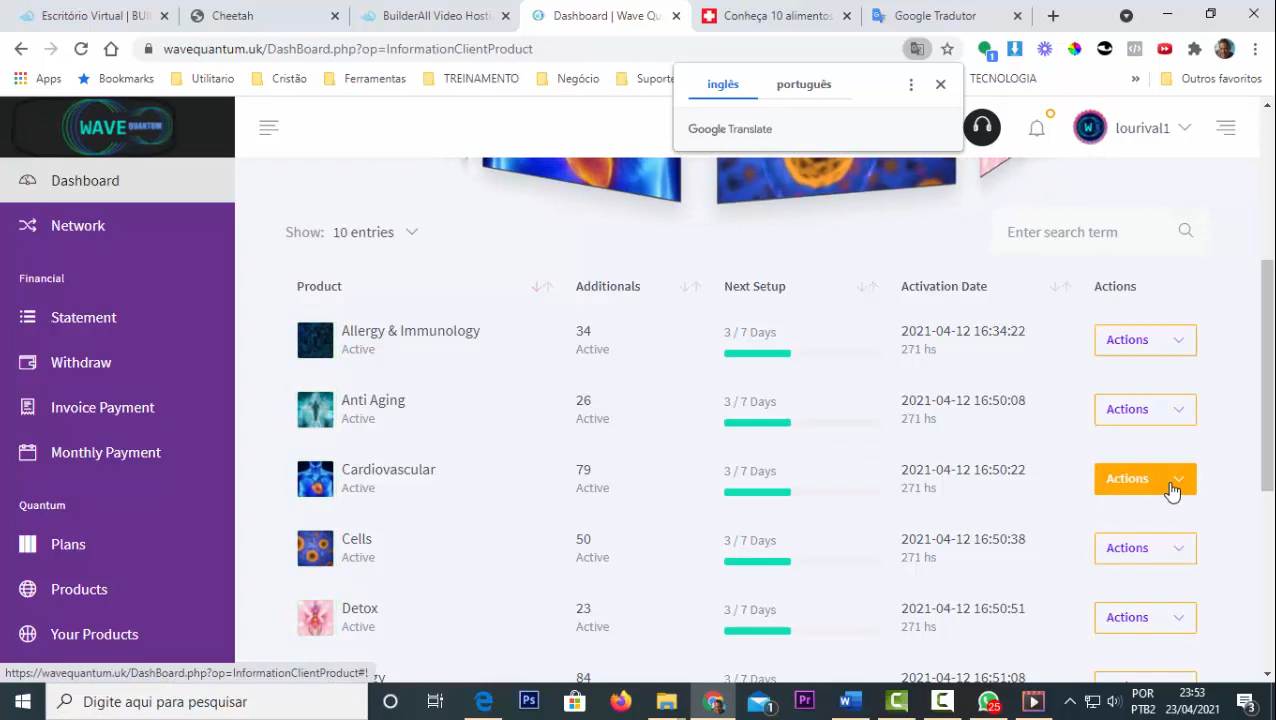 Escritório Virtual | BUI
Cheetah
BuilderAll Vídeo Hosti
Dashboard | Wave Qu
Conheça 10 alimentos
Google Tradutor
wavequantum.uk/DashBoard.php?op=InformationClientProduct
1
Apps
Bookmarks
Utilitario
Cristão
Ferramentas
TREINAMENTO
Negócio
Suporte
TECNOLOGIA
»
Outros favoritos
inglês
português
Google Translate
WAVE QUANTUM
W
lourival1
Dashboard
Network
Financial
Statement
Withdraw
Invoice Payment
Monthly Payment
Quantum
Plans
Products
Your Products
Show: 10 entries
Enter search term
Product Additionals Next Setup Activation Date Actions
Allergy & Immunology 34 3 / 7 Days 2021-04-12 16:34:22 Actions
Active Active 271 hs
Anti Aging 26 3 / 7 Days 2021-04-12 16:50:08 Actions
Active Active 271 hs
Cardiovascular 79 3 / 7 Days 2021-04-12 16:50:22 Actions
Active Active 271 hs
Cells 50 3 / 7 Days 2021-04-12 16:50:38 Actions
Active Active 271 hs
Detox 23 3 / 7 Days 2021-04-12 16:50:51 Actions
Active Active 271 hs
84 2021-04-12 16:51:08
https://wavequantum.uk/DashBoard.php?op=InformationClientProduct#!
Digite aqui para pesquisar
Ps
1
Pr
25
POR
PTB2
23:53
23/04/2021
3